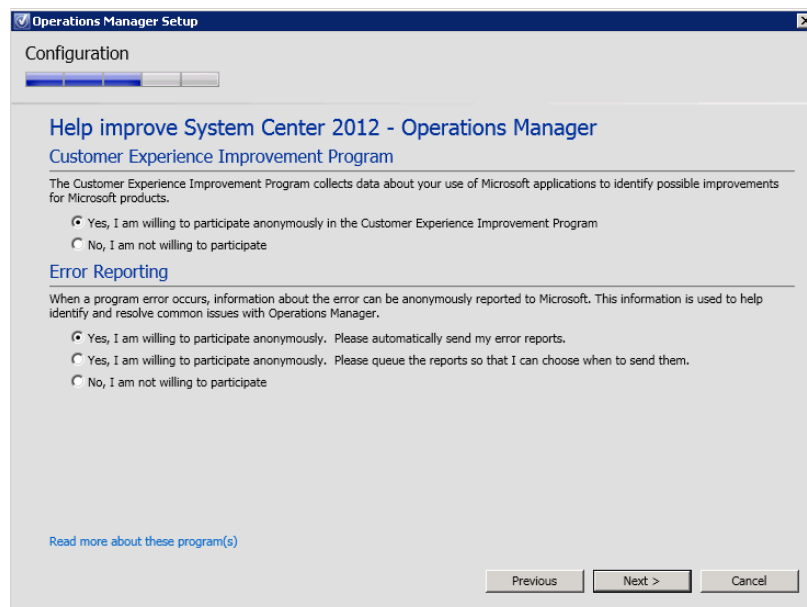 Operations Manager Setup
Configuration
Help improve System Center 2012 - Operations Manager
Customer Experience Improvement Program
The Customer Experience Improvement Program collects data about your use of Microsoft applications to identify possible improvements
for Microsoft products.
Yes, I am willing to participate anonymously in the Customer Experience Improvement Program
No, I am not willing to participate
Error Reporting
When a program error occurs, information about the error can be anonymously reported to Microsoft. This information is used to help
identify and resolve common issues with Operations Manager.
Yes, I am willing to participate anonymously.  Please automatically send my error reports.
Yes, I am willing to participate anonymously.  Please queue the reports so that I can choose when to send them.
No, I am not willing to participate
Read more about these program(s)
Previous Next > Cancel